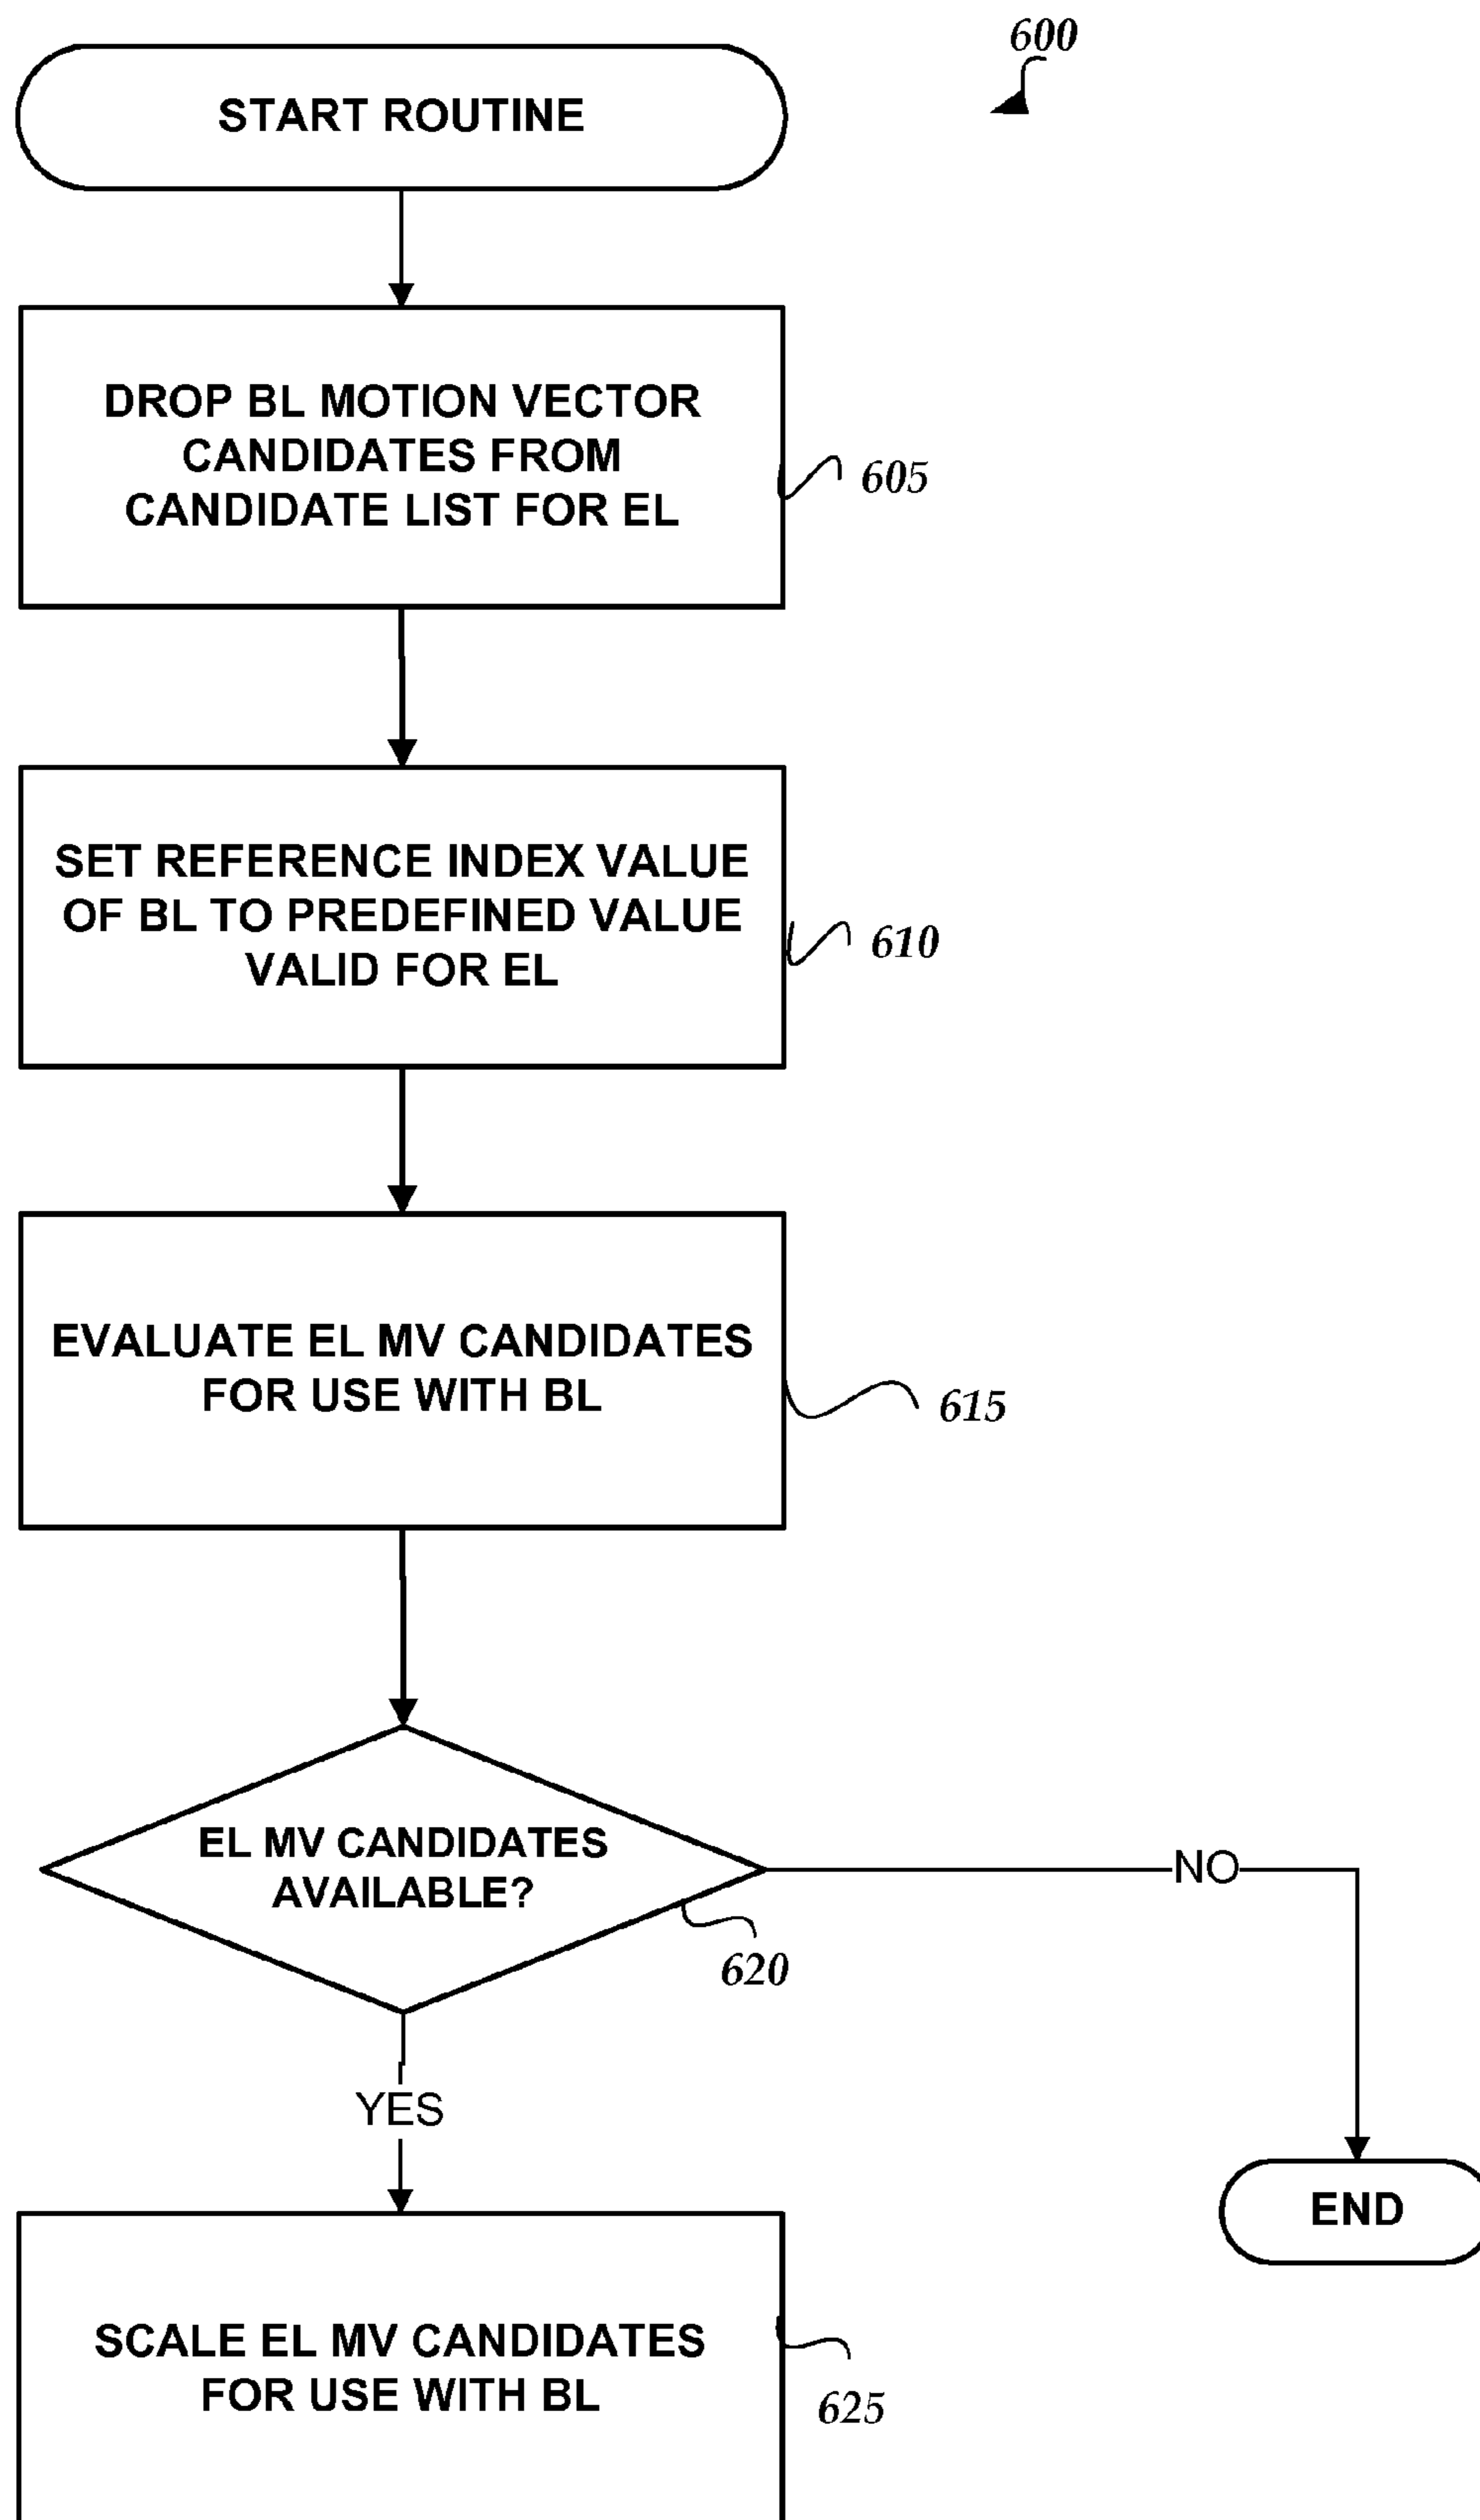 600
START ROUTINE
DROP BL MOTION VECTOR
CANDIDATES FROM
CANDIDATE LIST FOR EL
605
SET REFERENCE INDEX VALUE
OF BL TO PREDEFINED VALUE
VALID FOR EL
610
EVALUATE EL MV CANDIDATES
FOR USE WITH BL
615
EL MV CANDIDATES
AVAILABLE?
NO
620
YES
END
SCALE EL MV CANDIDATES
FOR USE WITH BL
625